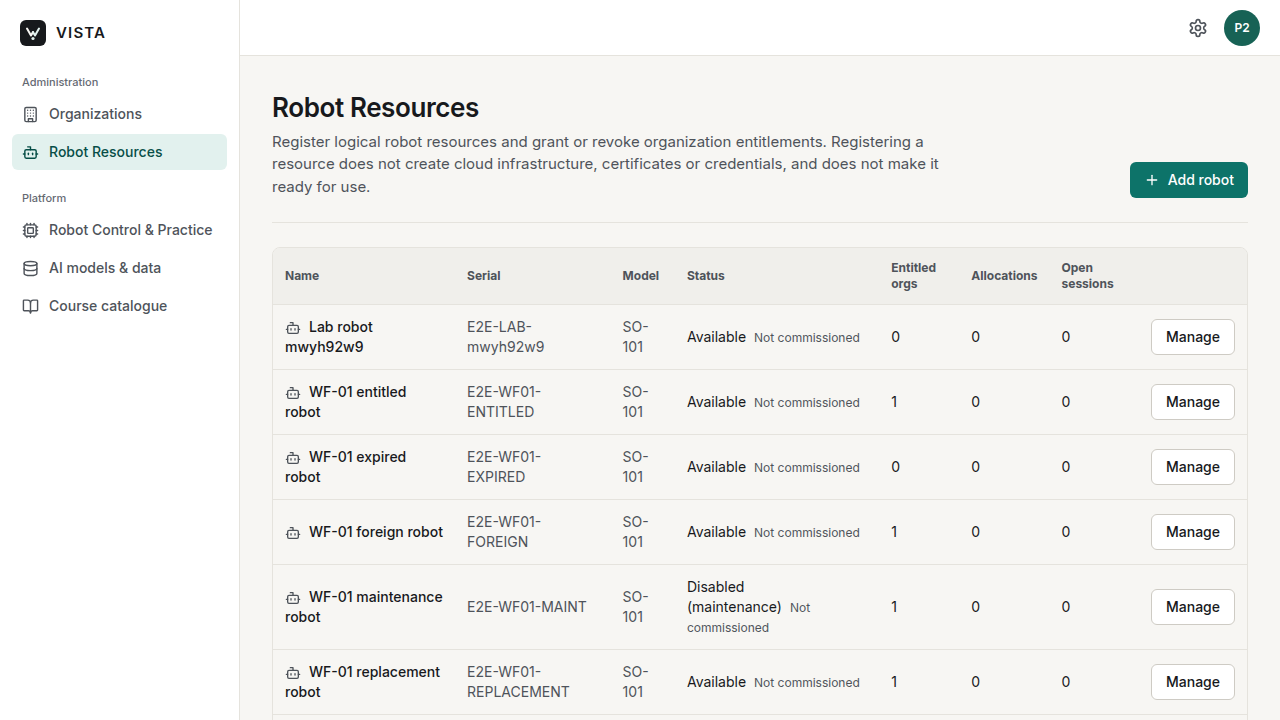 VISTA
P2
Administration
Organizations
Robot Resources
Platform
Robot Control & Practice
AI models & data
Course catalogue
Robot Resources
Register logical robot resources and grant or revoke organization entitlements. Registering a
resource does not create cloud infrastructure, certificates or credentials, and does not make it
ready for use.
Add robot
Name Serial Model Status Entitled orgs Allocations Open sessions
Lab robot mwyh92w9 E2E-LAB-mwyh92w9 SO-101 Available Not commissioned 0 0 0 Manage
WF-01 entitled robot E2E-WF01-ENTITLED SO-101 Available Not commissioned 1 0 0 Manage
WF-01 expired robot E2E-WF01-EXPIRED SO-101 Available Not commissioned 0 0 0 Manage
WF-01 foreign robot E2E-WF01-FOREIGN SO-101 Available Not commissioned 1 0 0 Manage
WF-01 maintenance robot E2E-WF01-MAINT SO-101 Disabled (maintenance) Not commissioned 1 0 0 Manage
WF-01 replacement robot E2E-WF01-REPLACEMENT SO-101 Available Not commissioned 1 0 0 Manage